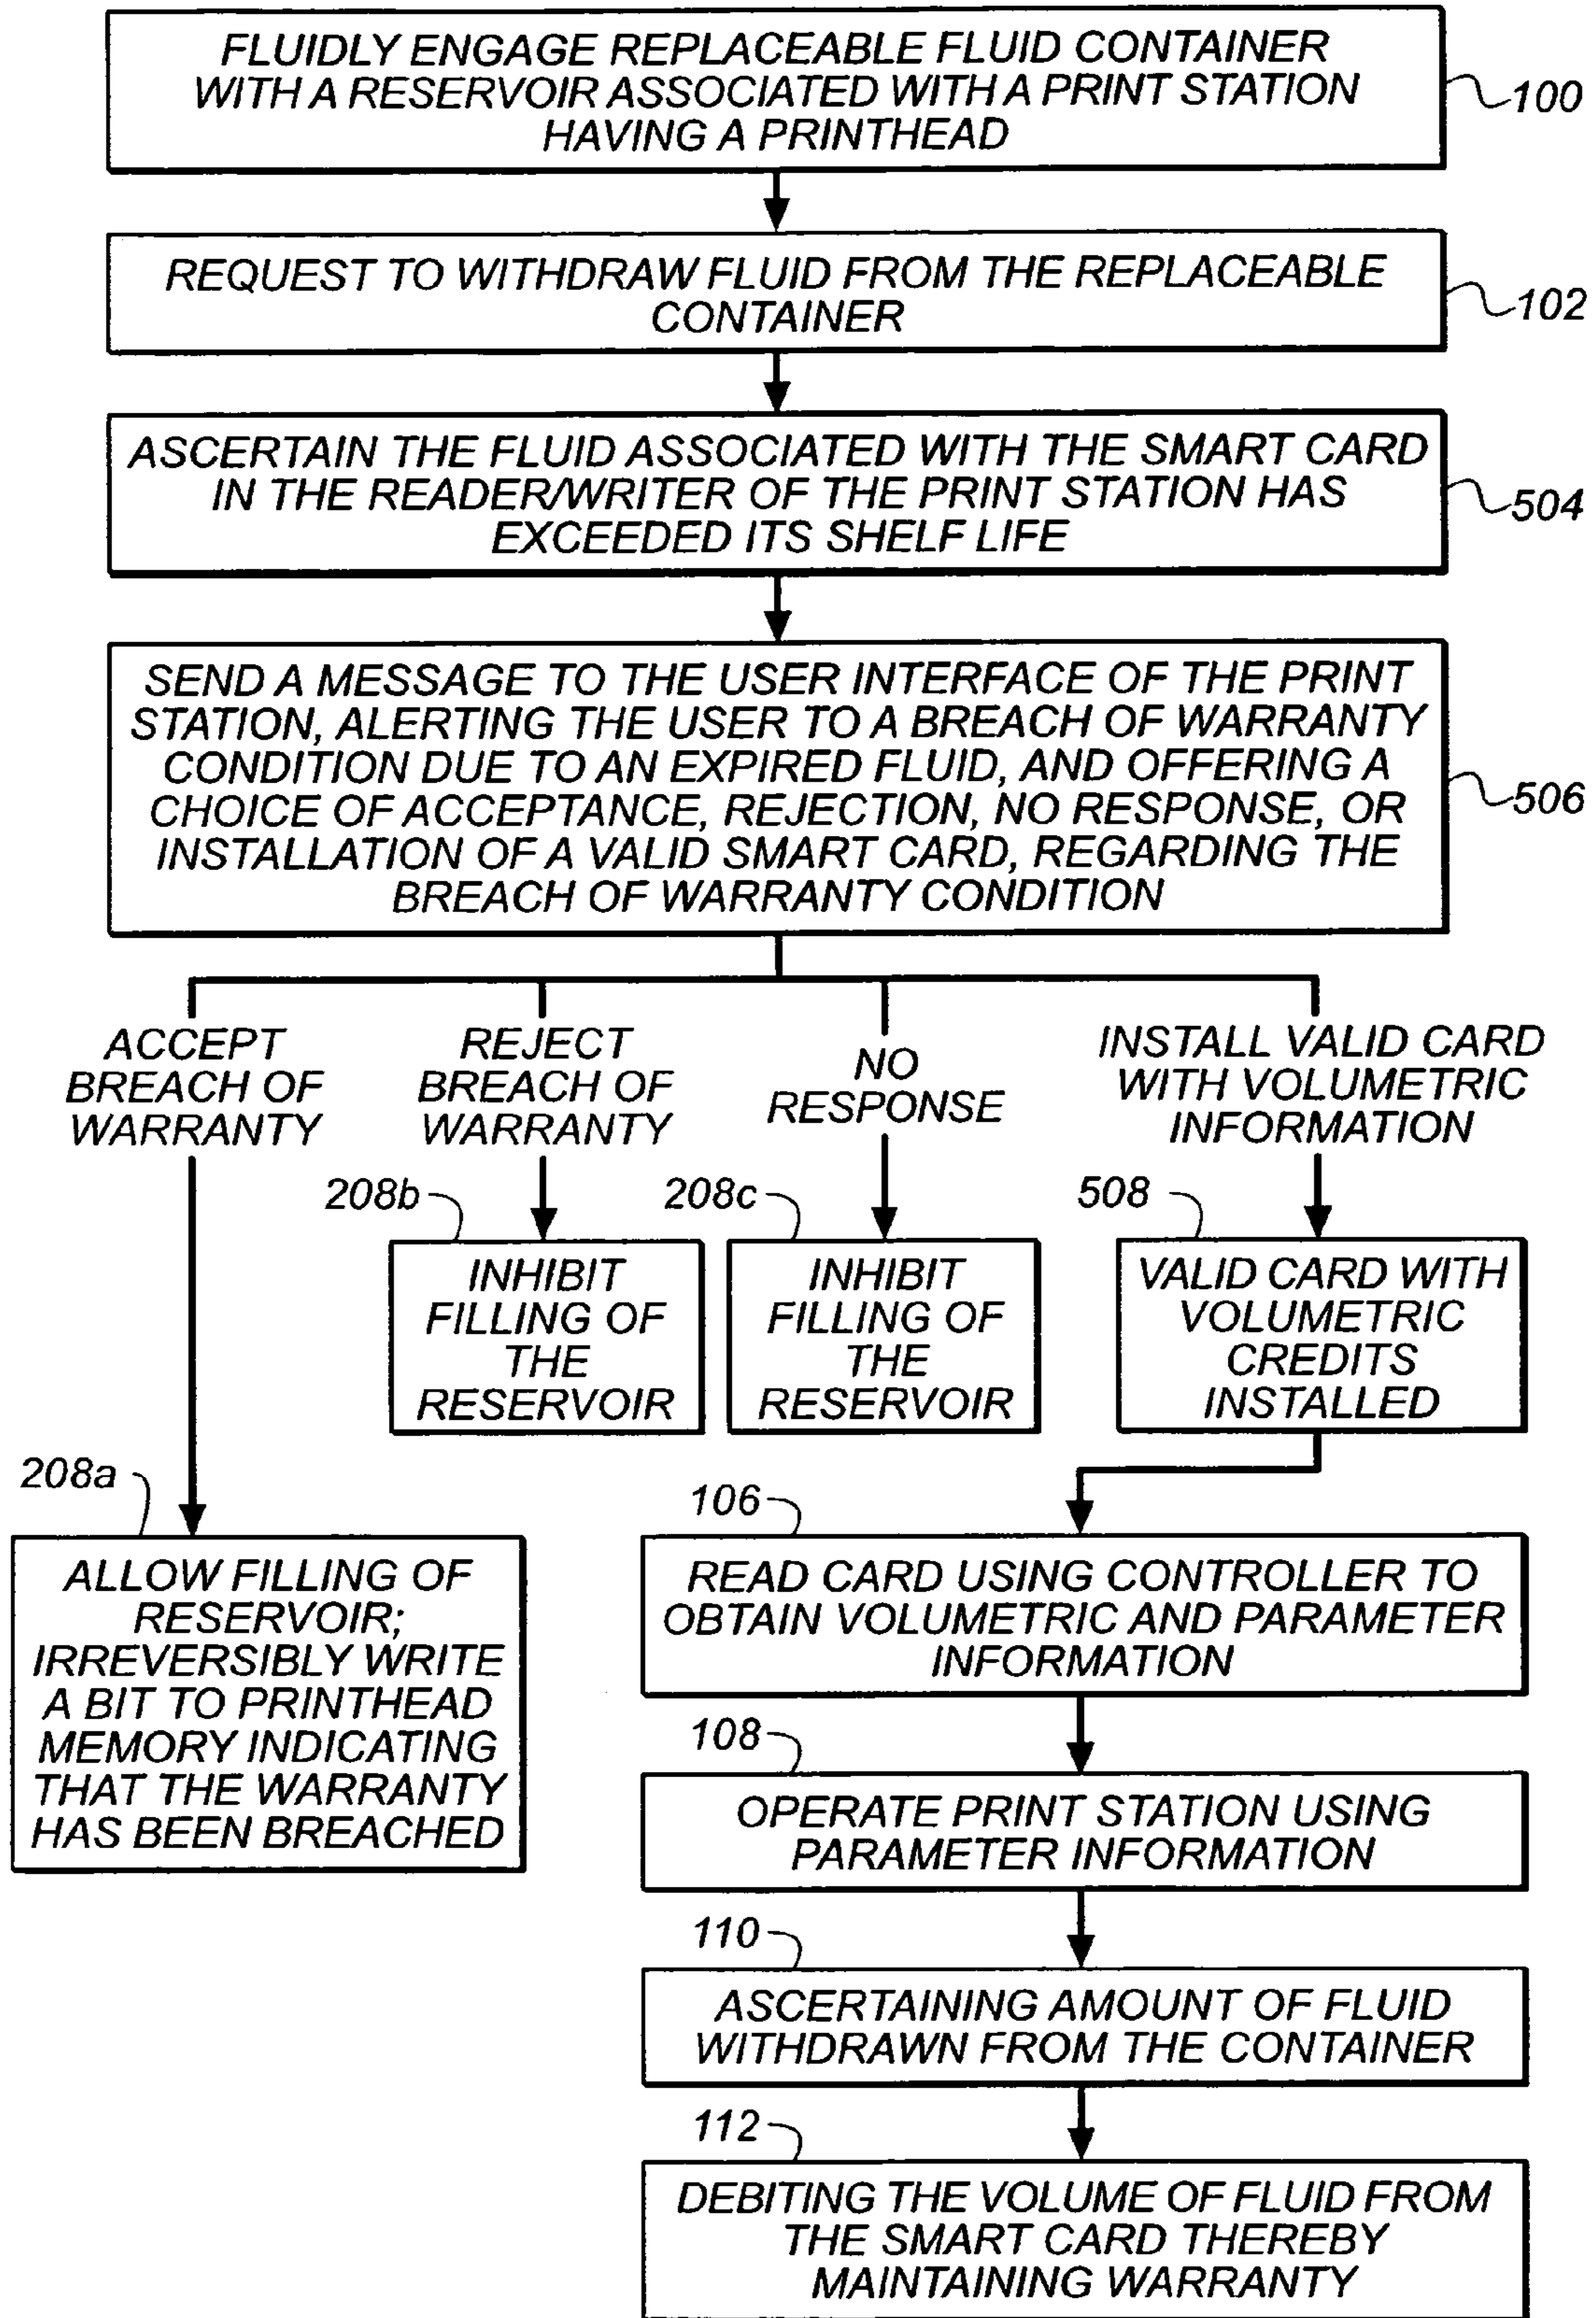 FLUIDLY ENGAGE REPLACEABLE FLUID CONTAINER
WITH A RESERVOIR ASSOCIATED WITH A PRINT STATION
HAVING A PRINTHEAD
100
REQUEST TO WITHDRAW FLUID FROM THE REPLACEABLE
CONTAINER
102
ASCERTAIN THE FLUID ASSOCIATED WITH THE SMART CARD
IN THE READER/WRITER OF THE PRINT STATION HAS
EXCEEDED ITS SHELF LIFE
504
SEND A MESSAGE TO THE USER INTERFACE OF THE PRINT
STATION, ALERTING THE USER TO A BREACH OF WARRANTY
CONDITION DUE TO AN EXPIRED FLUID, AND OFFERING A
CHOICE OF ACCEPTANCE, REJECTION, NO RESPONSE, OR
INSTALLATION OF A VALID SMART CARD, REGARDING THE
BREACH OF WARRANTY CONDITION
506
ACCEPT
BREACH OF
WARRANTY
REJECT
BREACH OF
WARRANTY
NO
RESPONSE
INSTALL VALID CARD
WITH VOLUMETRIC
INFORMATION
208b
INHIBIT
FILLING OF
THE
RESERVOIR
208c
INHIBIT
FILLING OF
THE
RESERVOIR
508
VALID CARD WITH
VOLUMETRIC
CREDITS
INSTALLED
208a
ALLOW FILLING OF
RESERVOIR;
IRREVERSIBLY WRITE
A BIT TO PRINTHEAD
MEMORY INDICATING
THAT THE WARRANTY
HAS BEEN BREACHED
106
READ CARD USING CONTROLLER TO
OBTAIN VOLUMETRIC AND PARAMETER
INFORMATION
108
OPERATE PRINT STATION USING
PARAMETER INFORMATION
110
ASCERTAINING AMOUNT OF FLUID
WITHDRAWN FROM THE CONTAINER
112
DEBITING THE VOLUME OF FLUID FROM
THE SMART CARD THEREBY
MAINTAINING WARRANTY